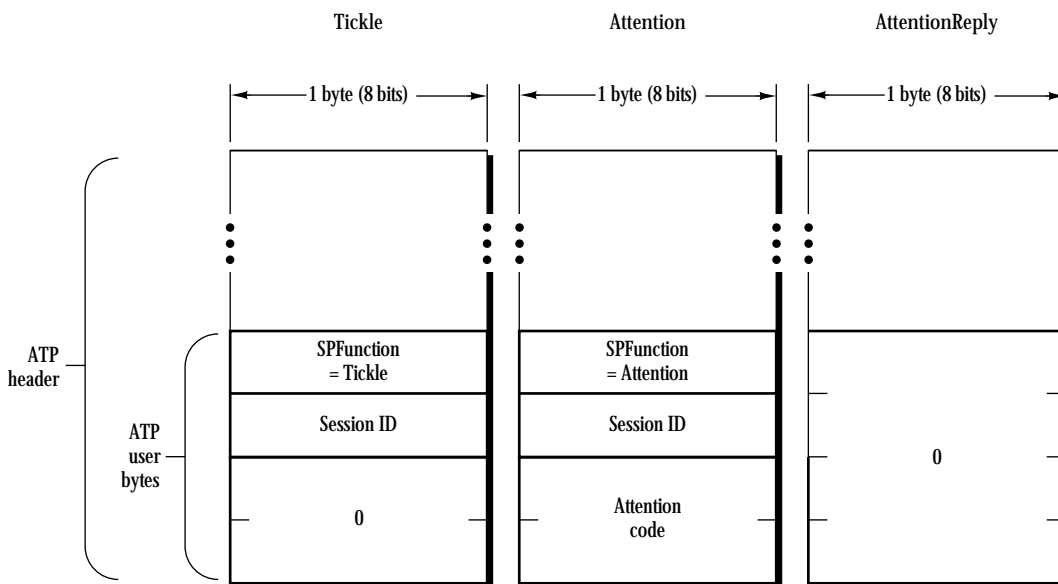 Tickle
Attention
AttentionReply
1 byte (8 bits)
1 byte (8 bits)
1 byte (8 bits)
ATP
header
ATP
user
bytes
SPFunction
= Tickle
Session ID
0
SPFunction
= Attention
Session ID
Attention
code
0